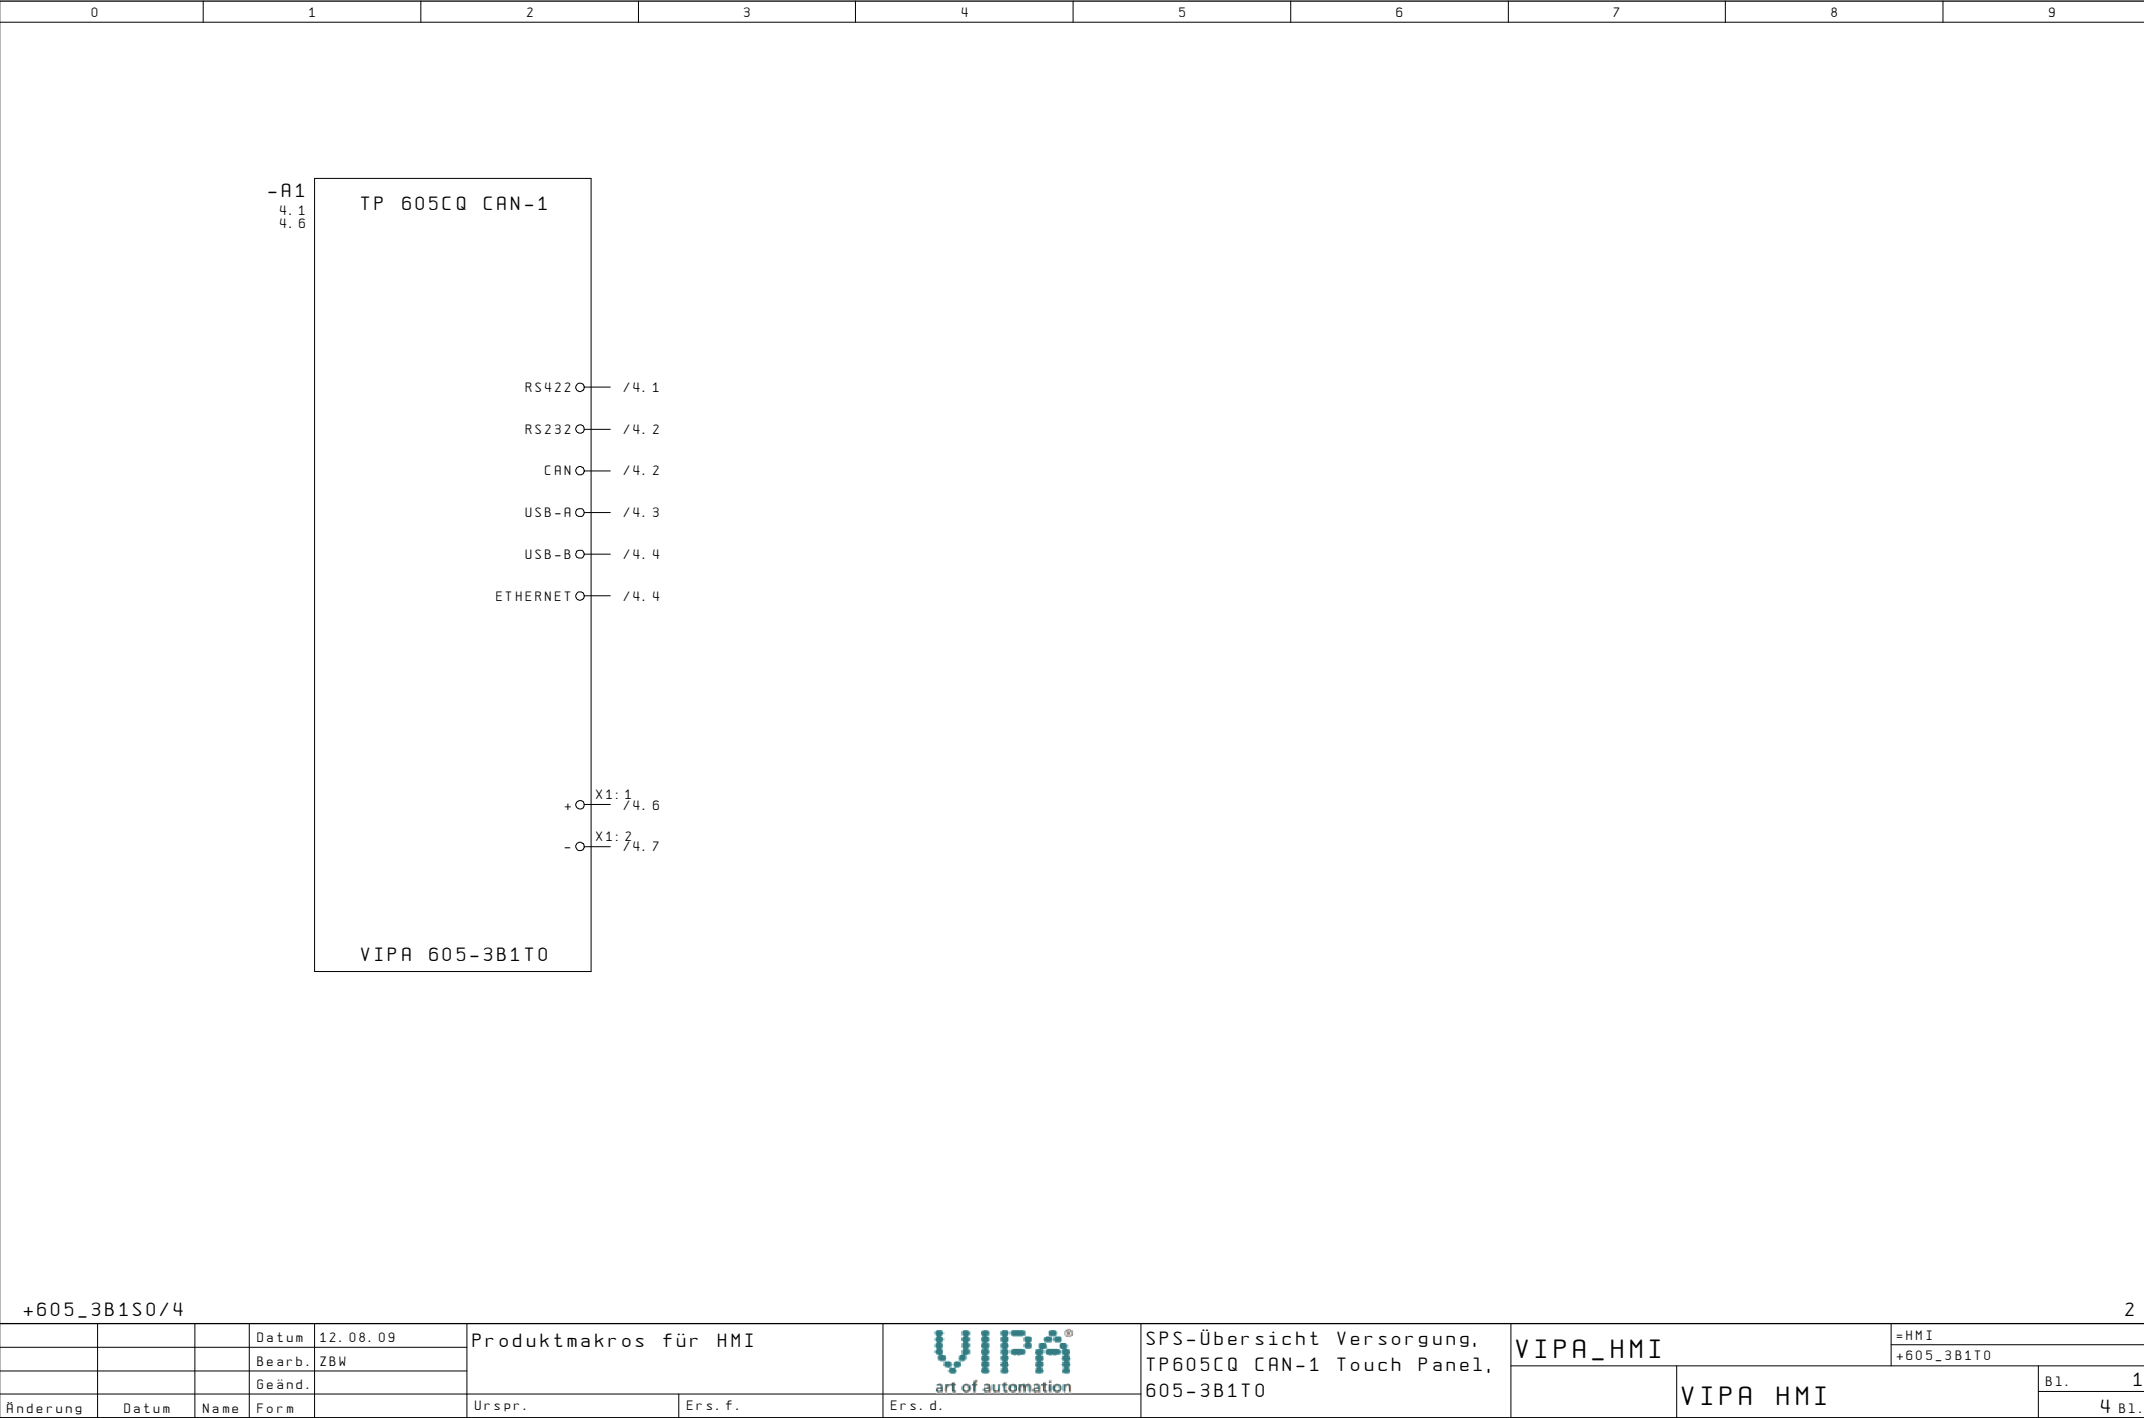 0 1 2 3 4 5 6 7 8 9
-A1
4.1
4.6
TP 605CQ CAN-1
RS422 /4.1
RS232 /4.2
CAN /4.2
USB-A /4.3
USB-B /4.4
ETHERNET /4.4
X1:1
+ /4.6
X1:2
- /4.7
VIPA 605-3B1T0
+605_3B1S0/4 2
Datum 12.08.09
Bearb. ZBW
Geänd.
Änderung Datum Name Form
Produktmakros für HMI
Urspr. Ers.f. Ers.d.
VIPA®
art of automation
SPS-Übersicht Versorgung,
TP605CQ CAN-1 Touch Panel,
605-3B1T0
VIPA_HMI
VIPA HMI
=HMI
+605_3B1T0
Bl. 1
4 Bl.